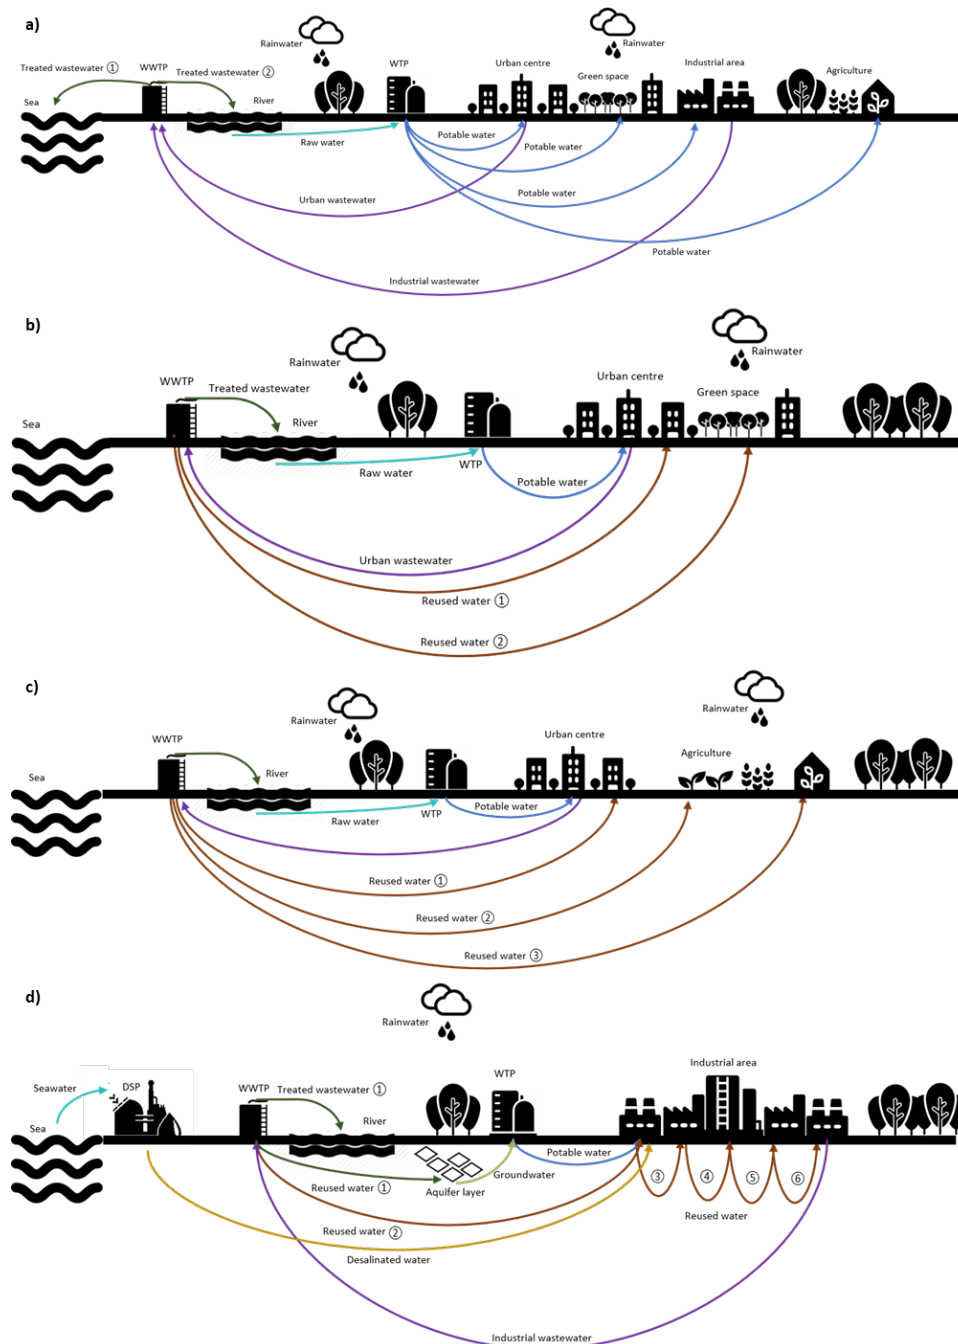 a)
Rainwater
Rainwater
Treated wastewater ①
WWTP
Treated wastewater ②
WTP
Urban centre
Green space
Industrial area
Agriculture
Sea
River
Raw water
Potable water
Potable water
Potable water
Urban wastewater
Potable water
Industrial wastewater
b)
Rainwater
Rainwater
WWTP
Treated wastewater
Urban centre
Green space
Sea
River
Raw water
WTP
Potable water
Urban wastewater
Reused water ①
Reused water ②
c)
Rainwater
Rainwater
WWTP
Urban centre
Agriculture
Sea
River
Raw water
WTP
Potable water
Reused water ①
Reused water ②
Reused water ③
d)
Rainwater
Industrial area
Seawater
DSP
WWTP
Treated wastewater ①
WTP
Sea
River
Potable water
Groundwater
Reused water ①
Aquifer layer
③
④
⑤
⑥
Reused water
Reused water ②
Desalinated water
Industrial wastewater